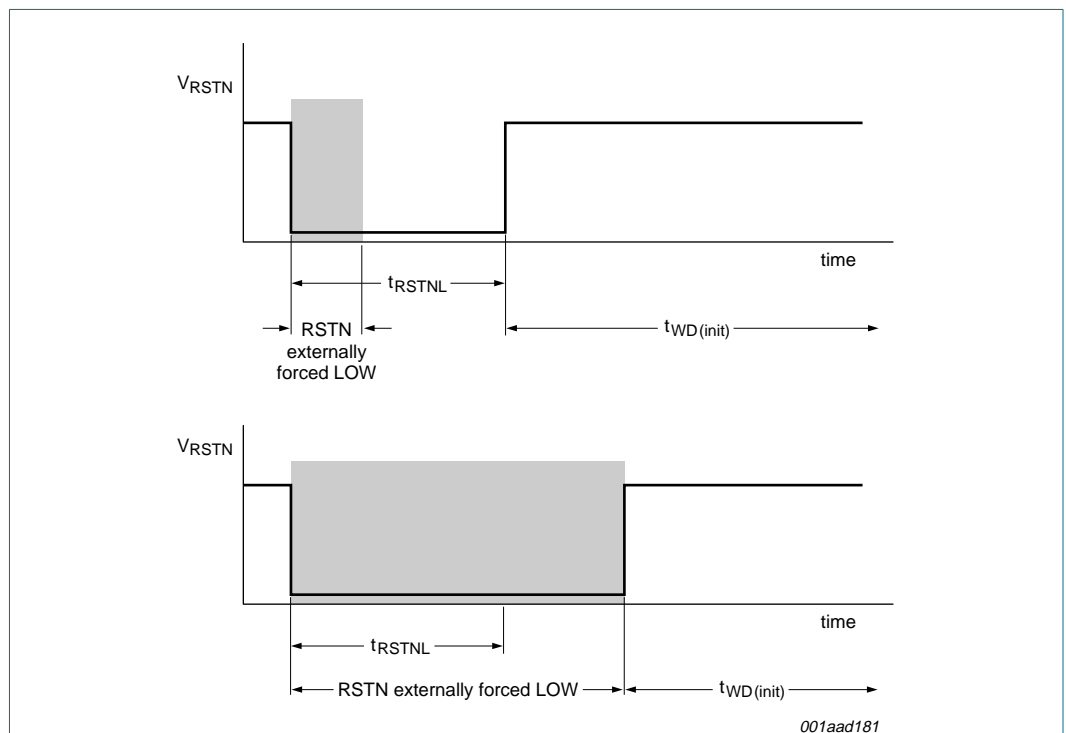 VRSTN
time
tRSTNL
RSTN
externally
forced LOW
tWD(init)
VRSTN
time
tRSTNL
RSTN externally forced LOW
tWD(init)
001aad181